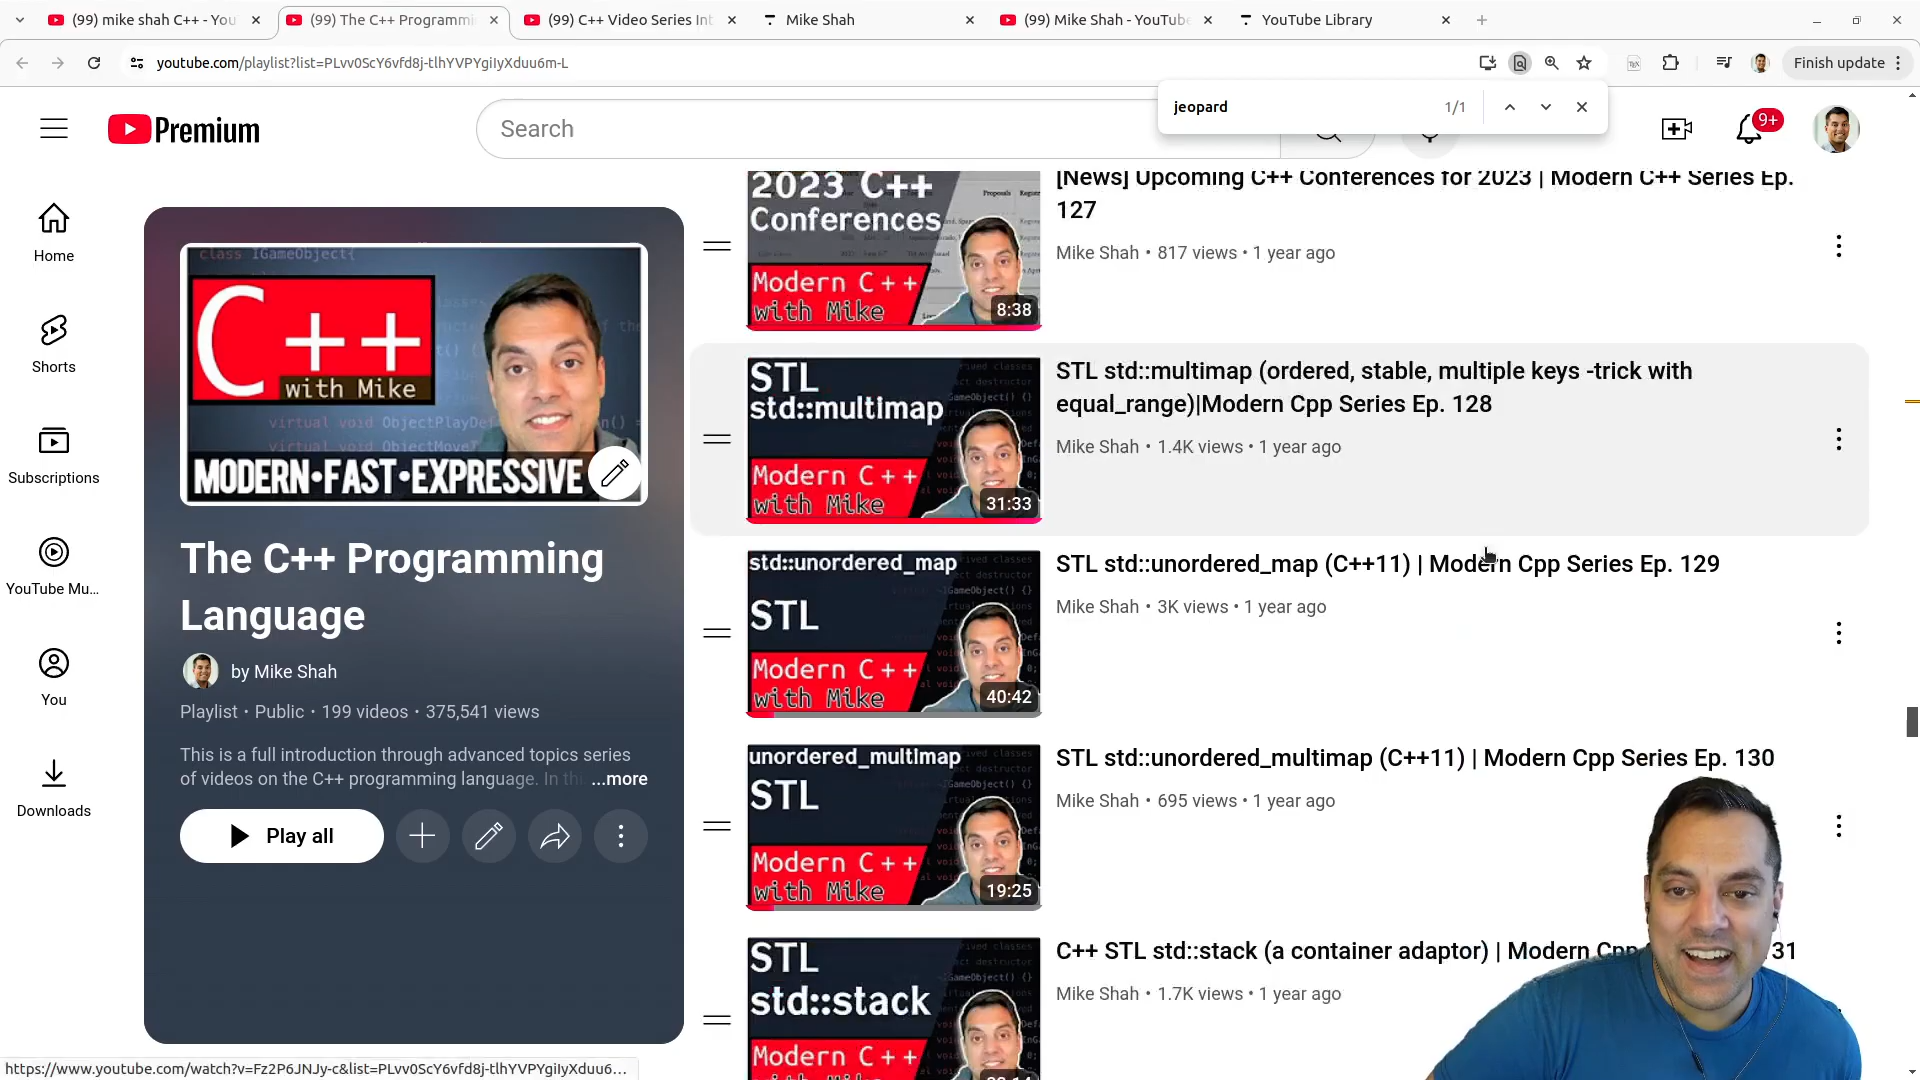 (99) mike shah C++ - You
(99) The C++ Programmi
(99) C++ Video Series Int
Mike Shah
(99) Mike Shah - YouTube
YouTube Library
youtube.com/playlist?list=PLvv0ScY6vfd8j-tlhYVPYgiIyXduu6m-L
Finish update
jeopard
1/1
Premium
Search
9+
Home
Shorts
Subscriptions
YouTube Mu...
You
Downloads
class IGameObject{
C++
with Mike
MODERN•FAST•EXPRESSIVE
The C++ Programming
Language
by Mike Shah
Playlist • Public • 199 videos • 375,541 views
This is a full introduction through advanced topics series
of videos on the C++ programming language. In th ...more
Play all
2023 C++
Conferences
Modern C++
with Mike
8:38
[News] Upcoming C++ Conferences for 2023 | Modern C++ Series Ep.
127
Mike Shah • 817 views • 1 year ago
STL
std::multimap
Modern C++
with Mike
31:33
STL std::multimap (ordered, stable, multiple keys -trick with
equal_range)|Modern Cpp Series Ep. 128
Mike Shah • 1.4K views • 1 year ago
std::unordered_map
STL
Modern C++
with Mike
40:42
STL std::unordered_map (C++11) | Modern Cpp Series Ep. 129
Mike Shah • 3K views • 1 year ago
unordered_multimap
STL
Modern C++
with Mike
19:25
STL std::unordered_multimap (C++11) | Modern Cpp Series Ep. 130
Mike Shah • 695 views • 1 year ago
STL
std::stack
Modern C++
C++ STL std::stack (a container adaptor) | Modern Cpp 31
Mike Shah • 1.7K views • 1 year ago
https://www.youtube.com/watch?v=Fz2P6JNJy-c&list=PLvv0ScY6vfd8j-tlhYVPYgiIyXduu6...